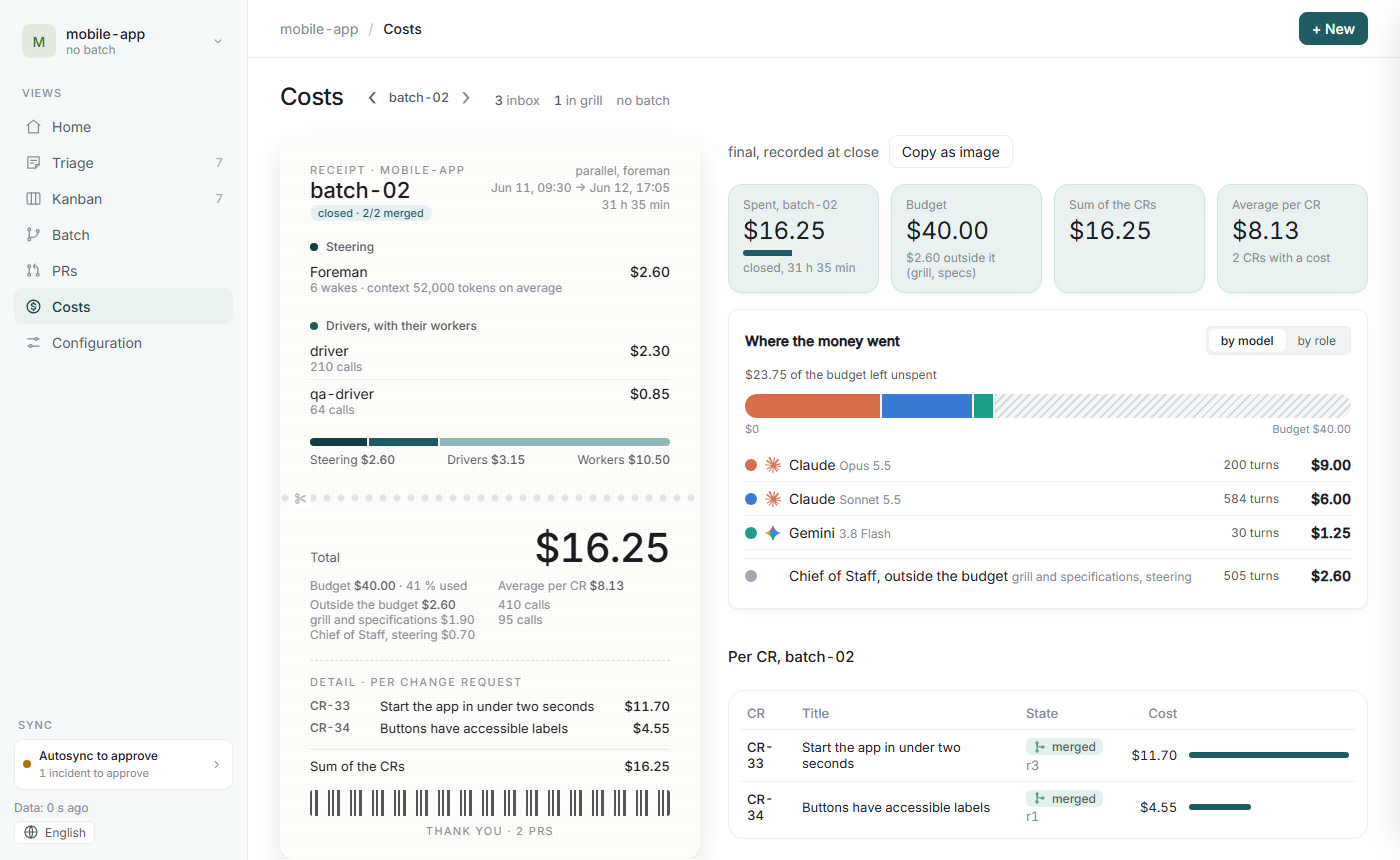 M
mobile-app
no batch
VIEWS
Home
Triage 7
Kanban 7
Batch
PRs
Costs
Configuration
SYNC
Autosync to approve
1 incident to approve
Data: 0 s ago
English
mobile-app / Costs
+ New
Costs
batch-02
3 inbox 1 in grill no batch
RECEIPT · MOBILE-APP
batch-02
closed · 2/2 merged
parallel, foreman
Jun 11, 09:30 → Jun 12, 17:05
31 h 35 min
Steering
Foreman $2.60
6 wakes · context 52,000 tokens on average
Drivers, with their workers
driver $2.30
210 calls
qa-driver $0.85
64 calls
Steering $2.60 Drivers $3.15 Workers $10.50
Total $16.25
Budget $40.00 · 41 % used Average per CR $8.13
Outside the budget $2.60 410 calls
grill and specifications $1.90 95 calls
Chief of Staff, steering $0.70
DETAIL · PER CHANGE REQUEST
CR-33 Start the app in under two seconds $11.70
CR-34 Buttons have accessible labels $4.55
Sum of the CRs $16.25
THANK YOU · 2 PRS
final, recorded at close
Copy as image
Spent, batch-02
$16.25
closed, 31 h 35 min
Budget
$40.00
$2.60 outside it
(grill, specs)
Sum of the CRs
$16.25
Average per CR
$8.13
2 CRs with a cost
Where the money went
by model by role
$23.75 of the budget left unspent
$0 Budget $40.00
Claude Opus 5.5 200 turns $9.00
Claude Sonnet 5.5 584 turns $6.00
Gemini 3.8 Flash 30 turns $1.25
Chief of Staff, outside the budget grill and specifications, steering 505 turns $2.60
Per CR, batch-02
CR Title State Cost
CR-
33
Start the app in under two
seconds
merged
r3
$11.70
CR-
34
Buttons have accessible labels
merged
r1
$4.55